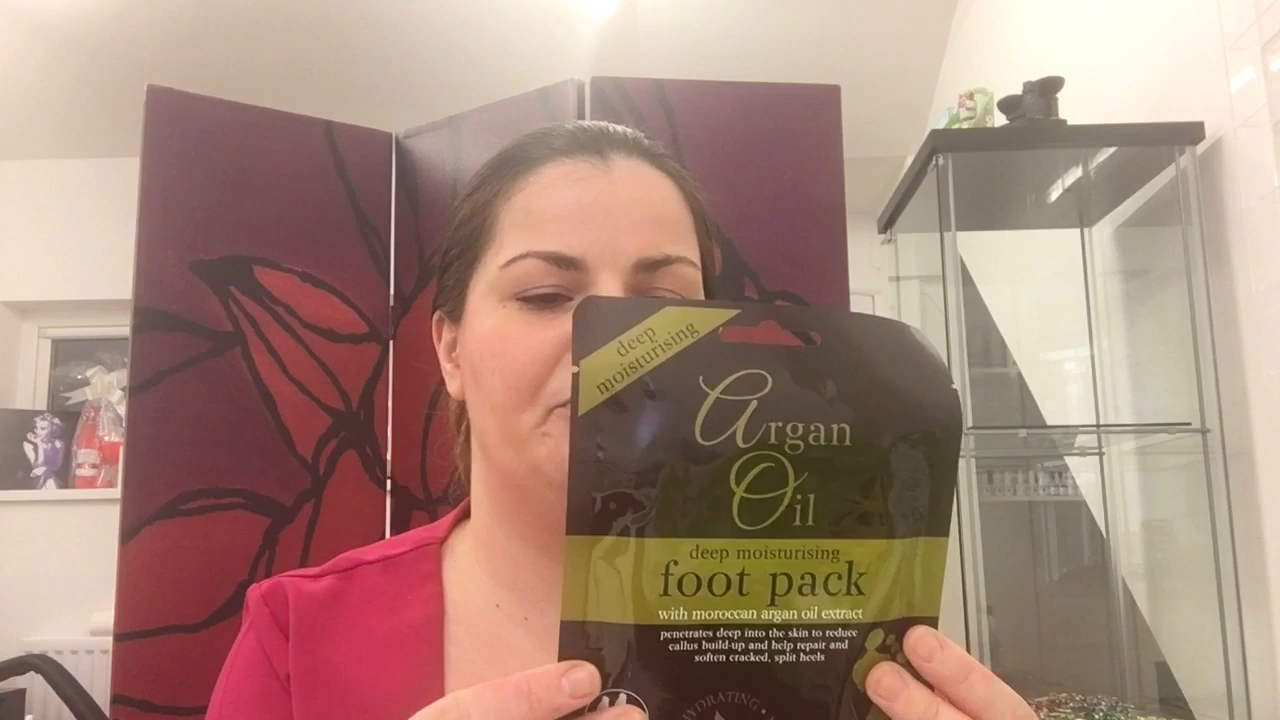 deep
moisturising
Argan
Oil
deep moisturising
foot pack
with moroccan argan oil extract
penetrates deep into the skin to reduce
callus build-up and help repair and
soften cracked, split heels
HYDRATING •